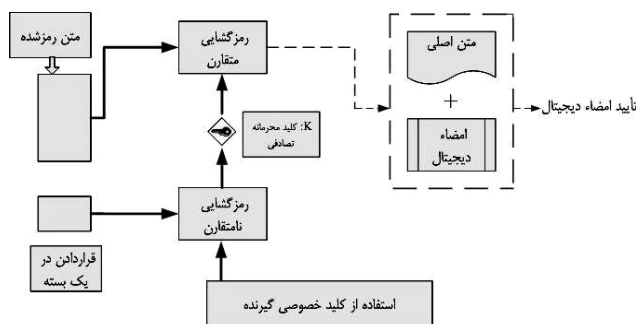 متن رمزشده
رمزگشایی
متقارن
متن اصلی
+
امضاء
دیجیتال
تأیید امضاء دیجیتال
K: کلید محرمانه
تصادفی
رمزگشایی
نامتقارن
قراردادن در
یک بسته
استفاده از کلید خصوصی گیرنده